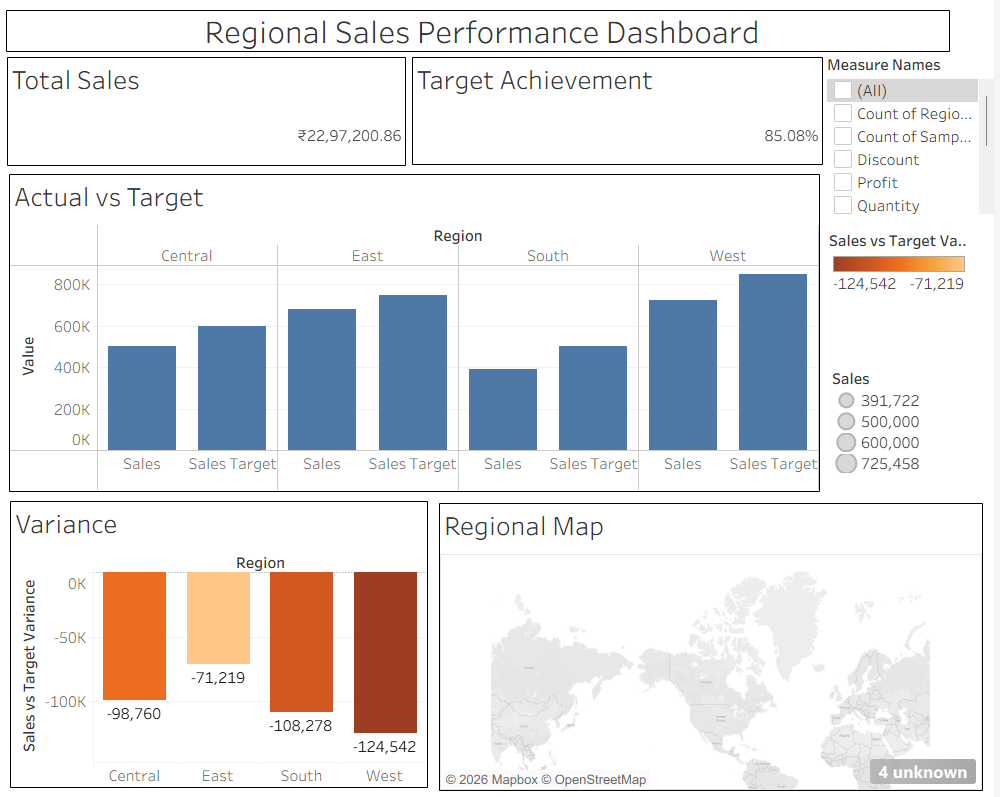 Regional Sales Performance Dashboard
Total Sales
₹22,97,200.86
Target Achievement
85.08%
Measure Names
(All)
Count of Regio...
Count of Samp...
Discount
Profit
Quantity
Sales vs Target Va..
-124,542 -71,219
Sales
391,722
500,000
600,000
725,458
Actual vs Target
Region
Central East South West
Value
800K
600K
400K
200K
0K
Sales Sales Target Sales Sales Target Sales Sales Target Sales Sales Target
Variance
Region
Sales vs Target Variance
0K
-50K
-100K
-98,760
-71,219
-108,278
-124,542
Central East South West
Regional Map
© 2026 Mapbox © OpenStreetMap
4 unknown